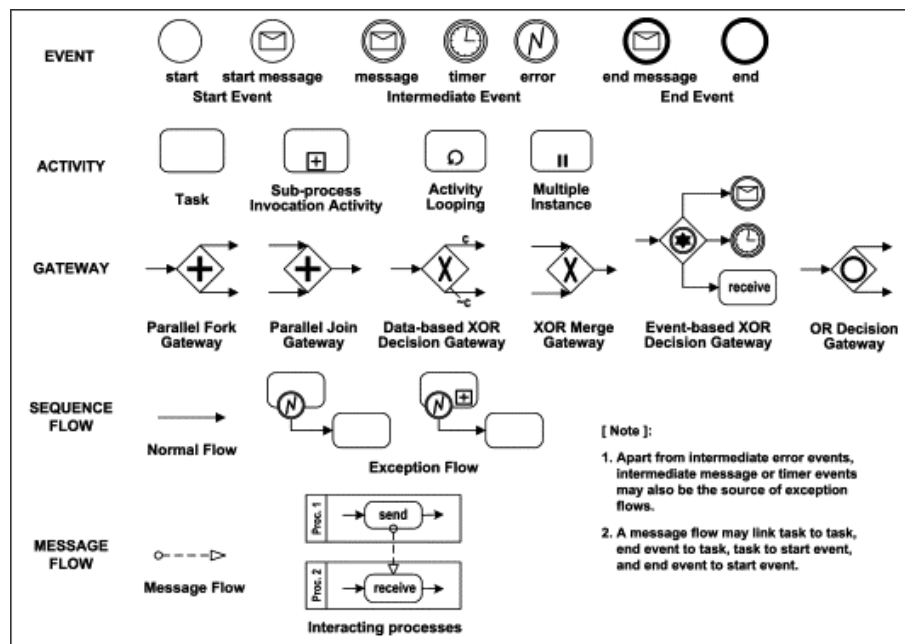 EVENT
start
start message
message
timer
error
end message
end
Start Event
Intermediate Event
End Event
ACTIVITY
Task
Sub-process
Invocation Activity
Activity
Looping
Multiple
Instance
GATEWAY
c
~c
receive
Parallel Fork
Gateway
Parallel Join
Gateway
Data-based XOR
Decision Gateway
XOR Merge
Gateway
Event-based XOR
Decision Gateway
OR Decision
Gateway
SEQUENCE
FLOW
Normal Flow
Exception Flow
[ Note ]:
1. Apart from intermediate error events,
intermediate message or timer events
may also be the source of exception
flows.
2. A message flow may link task to task,
end event to task, task to start event,
and end event to start event.
MESSAGE
FLOW
Message Flow
Proc. 1
send
Proc. 2
receive
Interacting processes